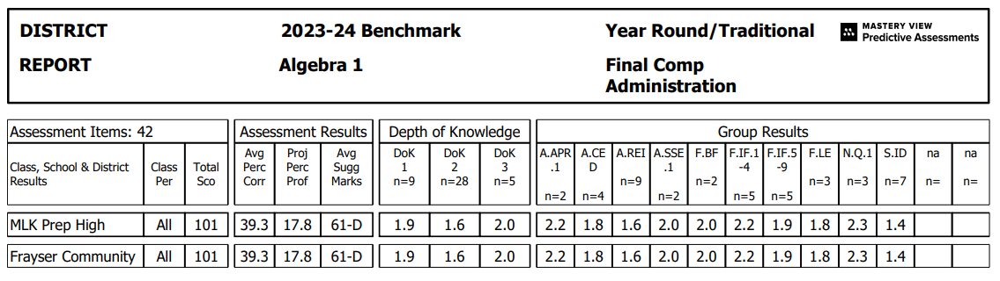 DISTRICT 2023-24 Benchmark Year Round/Traditional MASTERY VIEW
Predictive Assessments
REPORT Algebra 1 Final Comp
Administration
Assessment Items: 42 Assessment Results Depth of Knowledge Group Results
Class, School & District Results Class Per Total Sco Avg Perc Corr Proj Perc Prof Avg Sugg Marks DoK 1 n=9 DoK 2 n=28 DoK 3 n=5 A.APR.1 n=2 A.CED n=4 A.REI n=9 A.SSE.1 n=2 F.BF n=2 F.IF.1-4 n=5 F.IF.5-9 n=5 F.LE n=3 N.Q.1 n=3 S.ID n=7 na n= na n=
MLK Prep High All 101 39.3 17.8 61-D 1.9 1.6 2.0 2.2 1.8 1.6 2.0 2.0 2.2 1.9 1.8 2.3 1.4
Frayser Community All 101 39.3 17.8 61-D 1.9 1.6 2.0 2.2 1.8 1.6 2.0 2.0 2.2 1.9 1.8 2.3 1.4